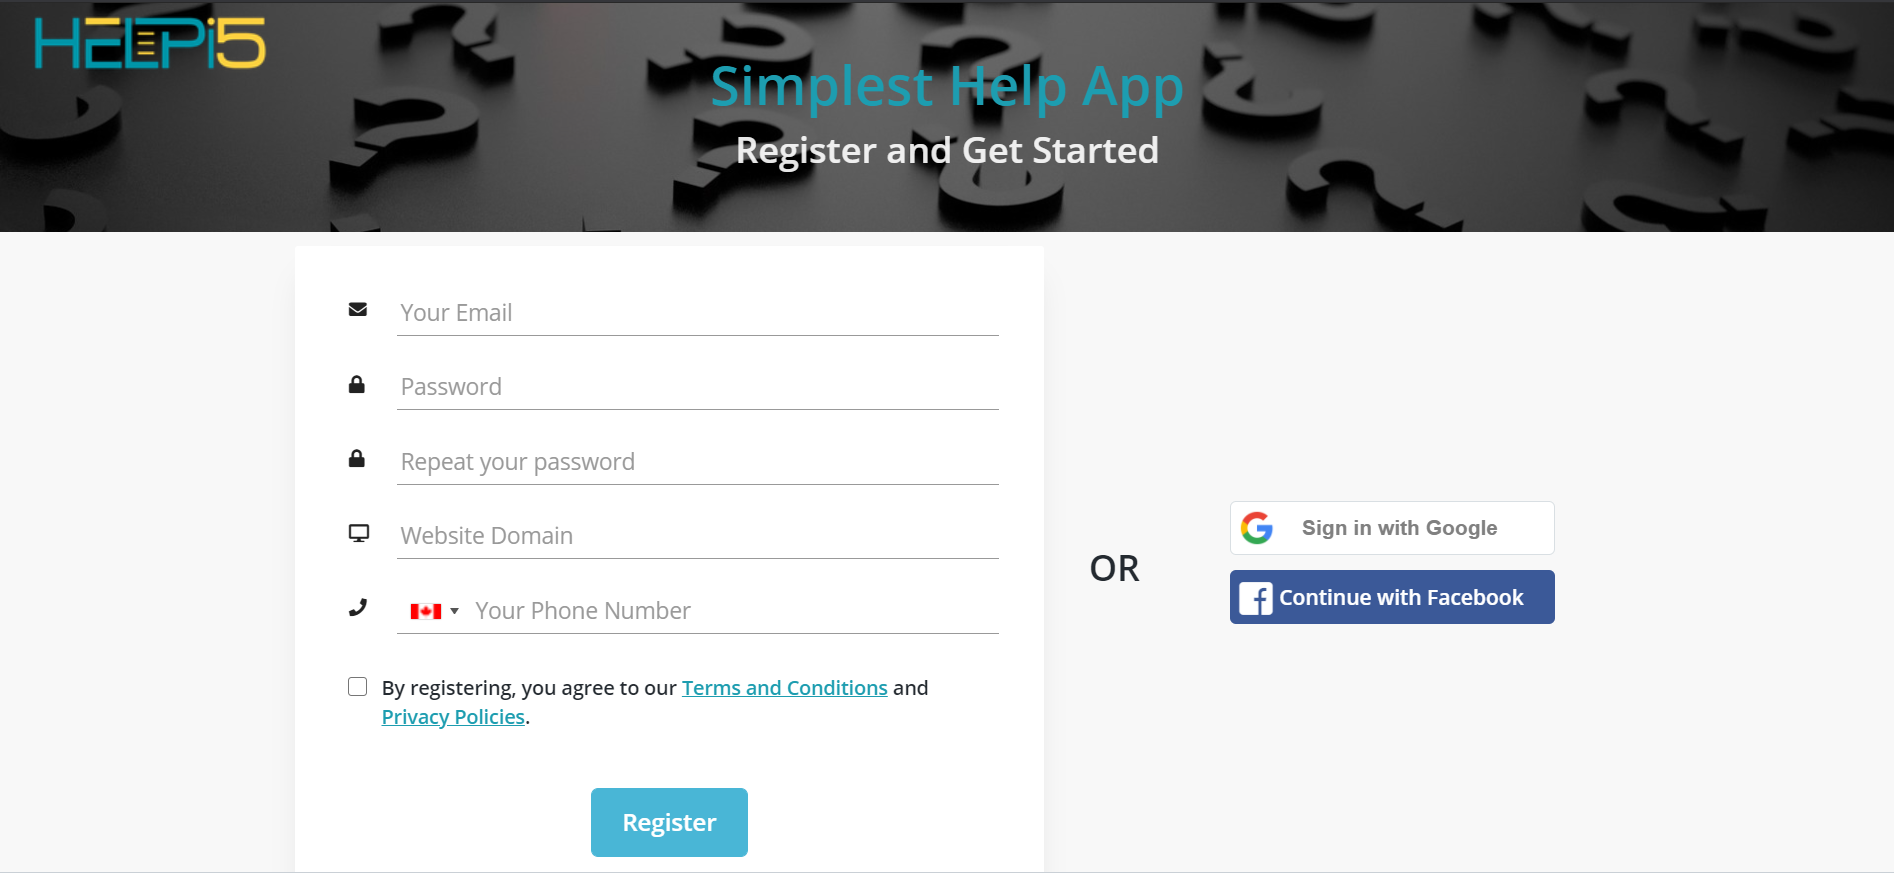 HELPi5
Simplest Help App
Register and Get Started
Your Email
Password
Repeat your password
Website Domain
Your Phone Number
By registering, you agree to our Terms and Conditions and
Privacy Policies.
Register
OR
Sign in with Google
Continue with Facebook